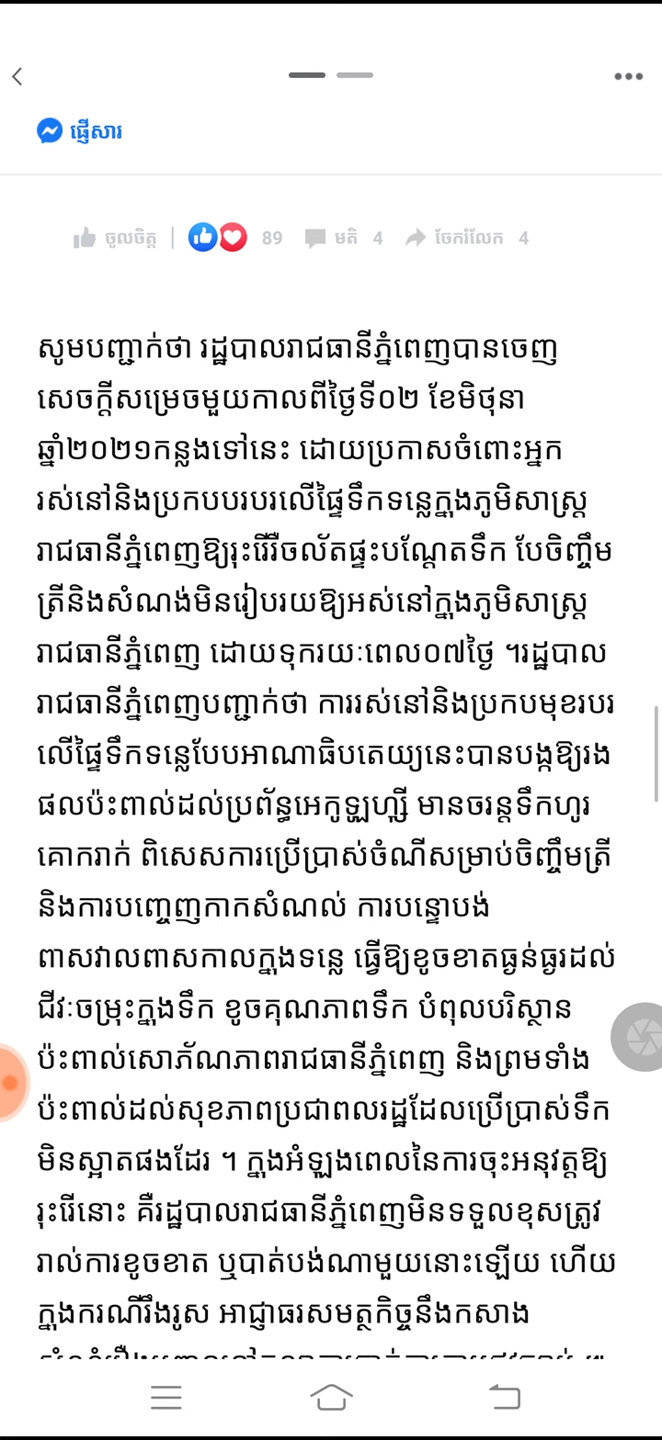 ផ្ញើសារ
ចូលចិត្ត | 89 មតិ 4 ចែករំលែក 4
សូមបញ្ជាក់ថា រដ្ឋបាលរាជធានីភ្នំពេញបានចេញ
សេចក្តីសម្រេចមួយកាលពីថ្ងៃទី០២ ខែមិថុនា
ឆ្នាំ២០២១កន្លងទៅនេះ ដោយប្រកាសចំពោះអ្នក
រស់នៅនិងប្រកបបរបរលើផ្ទៃទឹកទន្លេក្នុងភូមិសាស្ត្រ
រាជធានីភ្នំពេញឱ្យរុះរើរឺចល័តផ្ទះបណ្តែតទឹក បែចិញ្ចឹម
ត្រីនិងសំណង់មិនរៀបរយឱ្យអស់នៅក្នុងភូមិសាស្ត្រ
រាជធានីភ្នំពេញ ដោយទុករយៈពេល០៧ថ្ងៃ ។រដ្ឋបាល
រាជធានីភ្នំពេញបញ្ជាក់ថា ការរស់នៅនិងប្រកបមុខរបរ
លើផ្ទៃទឹកទន្លេបែបអាណាធិបតេយ្យនេះបានបង្កឱ្យរង
ផលប៉ះពាល់ដល់ប្រព័ន្ធអេកូឡូហ្ស៊ី មានចរន្តទឹកហូរ
គោករាក់ ពិសេសការប្រើប្រាស់ចំណីសម្រាប់ចិញ្ចឹមត្រី
និងការបញ្ចេញកាកសំណល់ ការបន្ទោបង់
ពាសវាលពាសកាលក្នុងទន្លេ ធ្វើឱ្យខូចខាតធ្ងន់ធ្ងរដល់
ជីវៈចម្រុះក្នុងទឹក ខូចគុណភាពទឹក បំពុលបរិស្ថាន
ប៉ះពាល់សោភ័ណភាពរាជធានីភ្នំពេញ និងព្រមទាំង
ប៉ះពាល់ដល់សុខភាពប្រជាពលរដ្ឋដែលប្រើប្រាស់ទឹក
មិនស្អាតផងដែរ ។ ក្នុងអំឡុងពេលនៃការចុះអនុវត្តឱ្យ
រុះរើនោះ គឺរដ្ឋបាលរាជធានីភ្នំពេញមិនទទួលខុសត្រូវ
រាល់ការខូចខាត ឬបាត់បង់ណាមួយនោះឡើយ ហើយ
ក្នុងករណីរឹងរូស អាជ្ញាធរសមត្ថកិច្ចនឹងកសាង